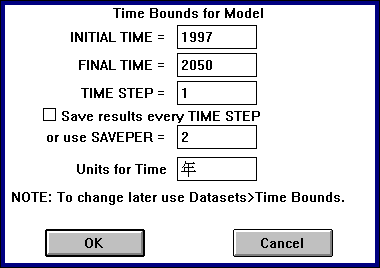 Time Bounds for Model
INITIAL TIME = 1997
FINAL TIME = 2050
TIME STEP = 1
Save results every TIME STEP
or use SAVEPER = 2
Units for Time 年
NOTE: To change later use Datasets>Time Bounds.
OK Cancel